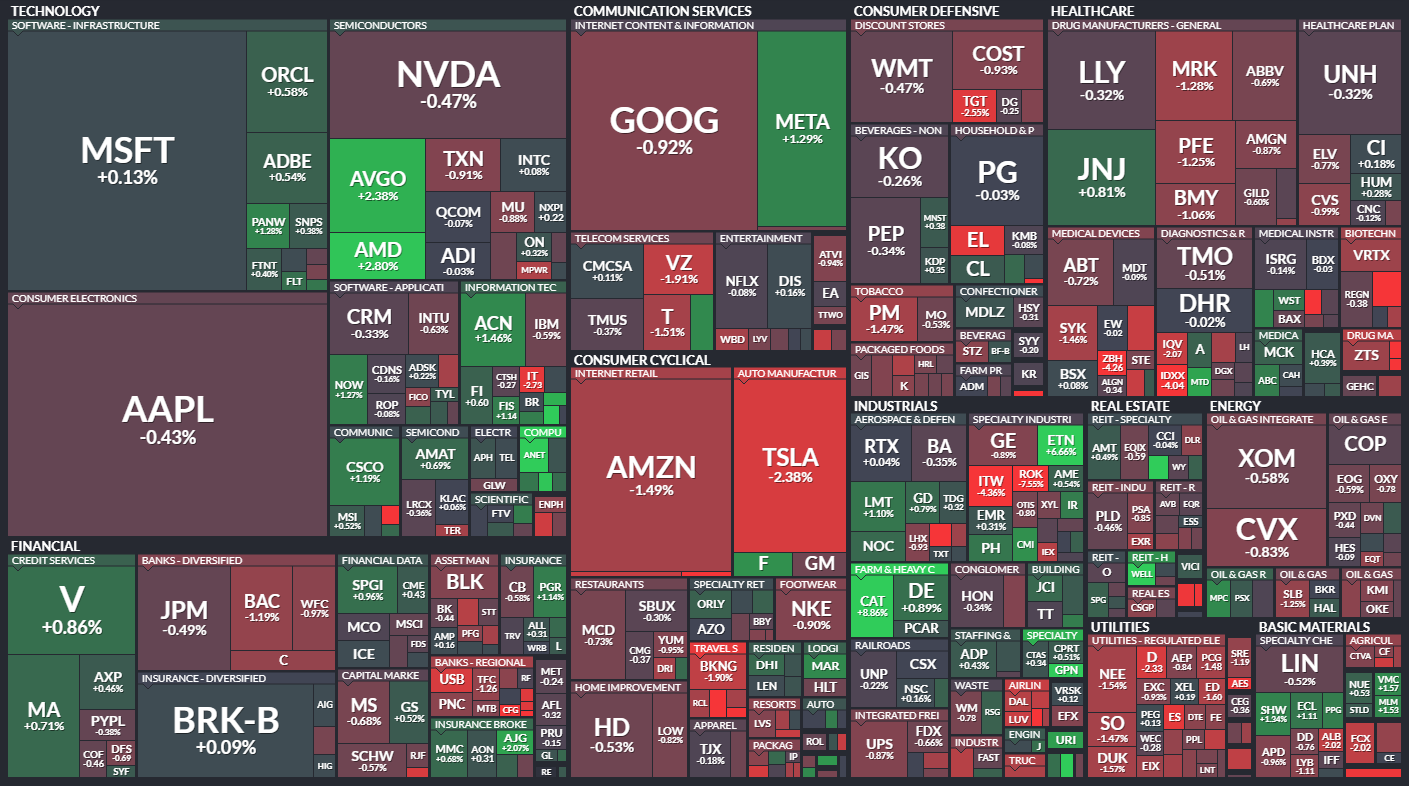 TECHNOLOGY
SOFTWARE - INFRASTRUCTURE
MSFT
+0.13%
ORCL
+0.58%
ADBE
+0.54%
PANW
+1.28%
SNPS
+0.38%
FTNT
+0.40%
FLT
SEMICONDUCTORS
NVDA
-0.47%
AVGO
+2.38%
AMD
+2.80%
TXN
-0.91%
INTC
+0.08%
QCOM
-0.07%
MU
-0.88%
NXPI
+0.22
ADI
-0.03%
ON
+0.32%
MPWR
CONSUMER ELECTRONICS
AAPL
-0.43%
SOFTWARE - APPLICATI
CRM
-0.33%
INTU
-0.63%
NOW
+1.27%
CDNS
-0.16%
ADSK
+0.22%
ROP
-0.08%
FICO
TYL
INFORMATION TEC
ACN
+1.46%
IBM
-0.59%
FI
+0.60
CTSH
-0.27
IT
-2.73
FIS
+1.14
BR
COMMUNIC
CSCO
+1.19%
MSI
+0.52%
SEMICOND
AMAT
+0.69%
LRCX
-0.36%
KLAC
+0.06%
TER
ELECTR
APH
TEL
GLW
COMPU
ANET
SCIENTIFIC
FTV
ENPH
COMMUNICATION SERVICES
INTERNET CONTENT & INFORMATION
GOOG
-0.92%
META
+1.29%
TELECOM SERVICES
CMCSA
+0.11%
VZ
-1.91%
TMUS
-0.37%
T
-1.51%
ENTERTAINMENT
NFLX
-0.08%
DIS
+0.16%
WBD
LYV
ATVI
-0.94%
EA
TTWO
CONSUMER CYCLICAL
INTERNET RETAIL
AMZN
-1.49%
AUTO MANUFACTUR
TSLA
-2.38%
F
GM
RESTAURANTS
MCD
-0.73%
SBUX
-0.30%
CMG
-0.37
YUM
-0.95%
DRI
SPECIALTY RET
ORLY
AZO
BBY
FOOTWEAR
NKE
-0.90%
HOME IMPROVEMENT
HD
-0.53%
LOW
-0.82%
TRAVEL S
BKNG
-1.90%
RCL
RESIDEN
DHI
LEN
LODGI
MAR
HLT
APPAREL
TJX
-0.18%
RESORTS
LVS
AUTO
ROL
PACKAG
IP
CONSUMER DEFENSIVE
DISCOUNT STORES
WMT
-0.47%
COST
-0.93%
TGT
-2.55%
DG
-0.25
BEVERAGES - NON
KO
-0.26%
PEP
-0.34%
MNST
+0.38
KDP
+0.35
HOUSEHOLD & P
PG
-0.03%
EL
KMB
-0.08%
CL
TOBACCO
PM
-1.47%
MO
-0.53%
CONFECTIONER
MDLZ
HSY
-0.31
PACKAGED FOODS
GIS
HRL
K
BEVERAG
STZ
BF-B
SYY
-0.20
FARM PR
ADM
KR
HEALTHCARE
DRUG MANUFACTURERS - GENERAL
LLY
-0.32%
JNJ
+0.81%
MRK
-1.28%
ABBV
-0.69%
PFE
-1.25%
AMGN
-0.87%
BMY
-1.06%
GILD
-0.60%
HEALTHCARE PLAN
UNH
-0.32%
ELV
-0.77%
CI
+0.18%
CVS
-0.99%
HUM
+0.28%
CNC
-0.12%
MEDICAL DEVICES
ABT
-0.72%
MDT
-0.09%
SYK
-1.46%
EW
-0.02
ZBH
-4.26
STE
BSX
+0.08%
ALGN
-0.34
DIAGNOSTICS & R
TMO
-0.51%
DHR
-0.02%
IQV
-2.07
A
LH
IDXX
-4.04
MTD
DGX
MEDICAL INSTR
ISRG
-0.14%
BDX
-0.03
WST
BAX
BIOTECHN
VRTX
REGN
-0.38
MEDICA
MCK
ABC
CAH
HCA
+0.39%
DRUG MA
ZTS
GEHC
FINANCIAL
CREDIT SERVICES
V
+0.86%
MA
+0.71%
AXP
+0.46%
PYPL
-0.38%
COF
-0.46
DFS
-0.69
SYF
BANKS - DIVERSIFIED
JPM
-0.49%
BAC
-1.19%
WFC
-0.97%
C
INSURANCE - DIVERSIFIED
BRK-B
+0.09%
AIG
HIG
FINANCIAL DATA
SPGI
+0.96%
CME
+0.43
MCO
MSCI
ICE
FDS
CAPITAL MARKE
MS
-0.68%
GS
+0.52%
SCHW
-0.57%
RJF
ASSET MAN
BLK
BK
-0.44
STT
AMP
+0.16
PFG
BANKS - REGIONAL
USB
TFC
-1.26
RF
PNC
MTB
CFG
INSURANCE BROKE
MMC
+0.68%
AON
+0.31
AJG
+2.07%
INSURANCE
CB
-0.58%
PGR
+1.14%
TRV
ALL
+0.31
WRB
L
MET
-0.24
AFL
-0.32
PRU
-0.15
GL
RE
INDUSTRIALS
AEROSPACE & DEFEN
RTX
+0.04%
BA
-0.35%
LMT
+1.10%
GD
+0.79%
TDG
+0.32
NOC
LHX
-0.93
TXT
SPECIALTY INDUSTRI
GE
-0.89%
ETN
+6.66%
ITW
-4.36%
ROK
-7.55%
AME
+0.54%
EMR
+0.31%
OTIS
-0.80
XYL
IR
PH
CMI
IEX
FARM & HEAVY C
CAT
+8.86%
DE
+0.89%
PCAR
CONGLOMER
HON
-0.34%
BUILDING
JCI
TT
RAILROADS
UNP
-0.22%
CSX
NSC
+0.16%
STAFFING &
ADP
+0.43%
SPECIALTY
CTAS
+0.34
CPRT
+0.51%
GPN
INTEGRATED FREI
UPS
-0.87%
FDX
-0.66%
WASTE
WM
-0.78
RSG
AIRLIN
DAL
LUV
VRSK
+0.12
EFX
INDUSTR
FAST
ENGIN
J
URI
TRUC
REAL ESTATE
REIT - SPECIALTY
AMT
+0.49%
EQIX
-0.59
CCI
-0.04%
DLR
WY
REIT - INDU
PLD
-0.46%
PSA
-0.85
EXR
REIT - R
AVB
EQR
ESS
REIT -
O
SPG
REIT - H
WELL
VICI
REAL ES
CSGP
ENERGY
OIL & GAS INTEGRATE
XOM
-0.58%
CVX
-0.83%
OIL & GAS E
COP
EOG
-0.59%
OXY
-0.78
PXD
-0.44
DVN
HES
-0.09
EQT
OIL & GAS R
MPC
PSX
OIL & GAS
SLB
-1.25%
BKR
HAL
OIL & GAS
KMI
OKE
UTILITIES
UTILITIES - REGULATED ELE
NEE
-1.54%
D
-2.33
AEP
-0.84
PCG
-1.48
SO
-1.47%
EXC
-0.93%
XEL
+0.19
ED
-1.60
PEG
+0.13
ES
DTE
FE
DUK
-1.57%
WEC
-0.28
PPL
EIX
LNT
SRE
-1.19
AES
CEG
-0.36
BASIC MATERIALS
SPECIALTY CHE
LIN
-0.52%
SHW
+1.34%
ECL
+1.11
PPG
APD
-0.96%
DD
-0.76
ALB
-2.02
LYB
-1.11
IFF
AGRICUL
CTVA
CF
NUE
+0.53
VMC
+1.57
STLD
MLM
+1.53
FCX
-2.02
CE